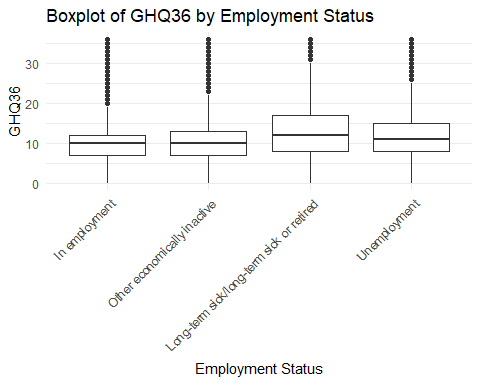 Boxplot of GHQ36 by Employment Status
GHQ36
30
20
10
0
In employment
Other economically inactive
Long-term sick/long-term sick or retired
Unemployment
Employment Status